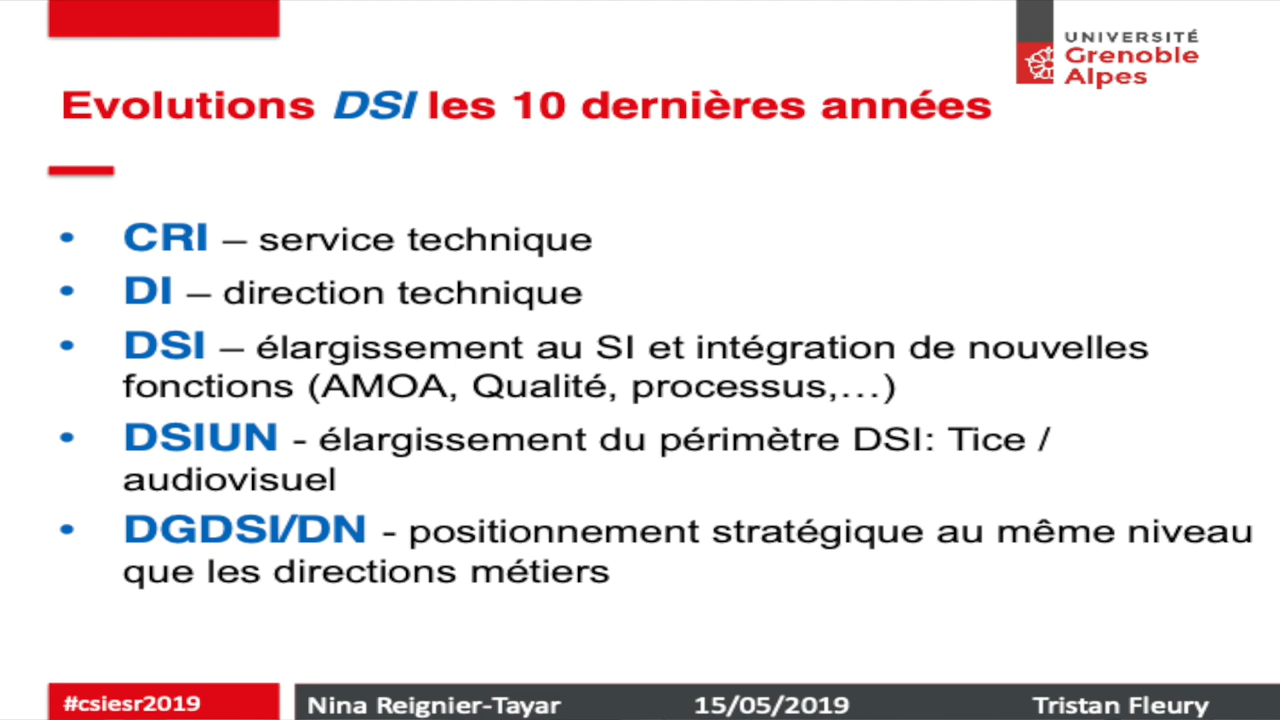 UNIVERSITÉ
Grenoble
Alpes
Evolutions DSI les 10 dernières années
• CRI – service technique
• DI – direction technique
• DSI – élargissement au SI et intégration de nouvelles
fonctions (AMOA, Qualité, processus,...)
• DSIUN - élargissement du périmètre DSI: Tice /
audiovisuel
• DGDSI/DN - positionnement stratégique au même niveau
que les directions métiers
#csiesr2019 Nina Reignier-Tayar 15/05/2019 Tristan Fleury